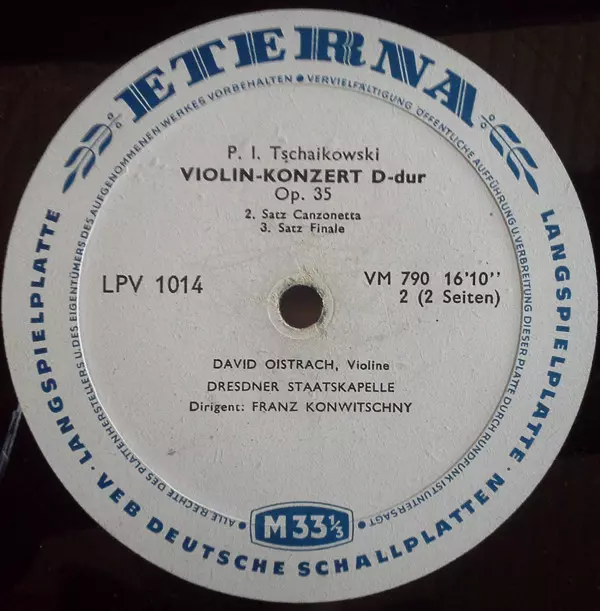 ETERNA
ALLE RECHTE DES PLATTENHERSTELLERS U. DES EIGENTÜMERS DES AUFGENOMMENEN WERKES VORBEHALTEN • VERVIELFÄLTIGUNG ÖFFENTLICHE AUFFÜHRUNG U VERBREITUNG DIESER PLATTE DURCH RUNDFUNK IST UNTERSAGT •
P. I. Tschaikowski
VIOLIN-KONZERT D-dur
Op. 35
2. Satz Canzonetta
3. Satz Finale
LPV 1014
VM 790 16'10''
2 (2 Seiten)
DAVID OISTRACH, Violine
DRESDNER STAATSKAPELLE
Dirigent: FRANZ KONWITSCHNY
M 33⅓
LANGSPIELPLATTE • VEB DEUTSCHE SCHALLPLATTEN • LANGSPIELPLATTE